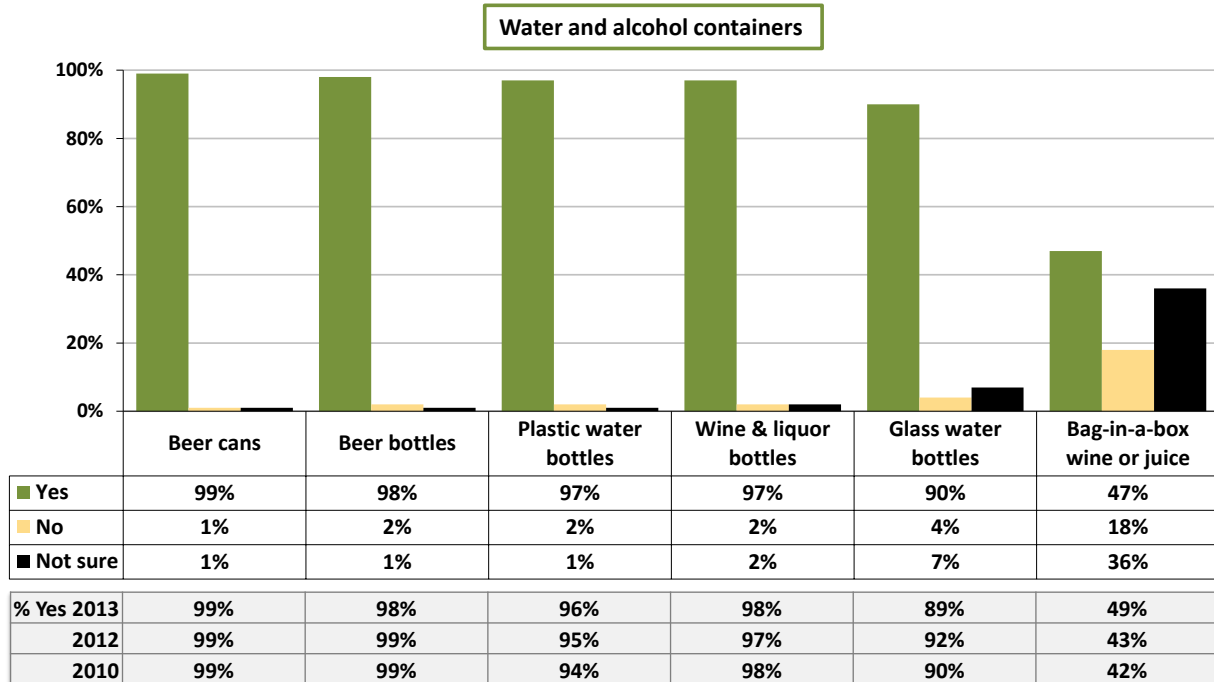 Water and alcohol containers
100%
80%
60%
40%
20%
0%
Beer cans Beer bottles Plastic water bottles Wine & liquor bottles Glass water bottles Bag-in-a-box wine or juice
Yes 99% 98% 97% 97% 90% 47%
No 1% 2% 2% 2% 4% 18%
Not sure 1% 1% 1% 2% 7% 36%
% Yes 2013 99% 98% 96% 98% 89% 49%
2012 99% 99% 95% 97% 92% 43%
2010 99% 99% 94% 98% 90% 42%